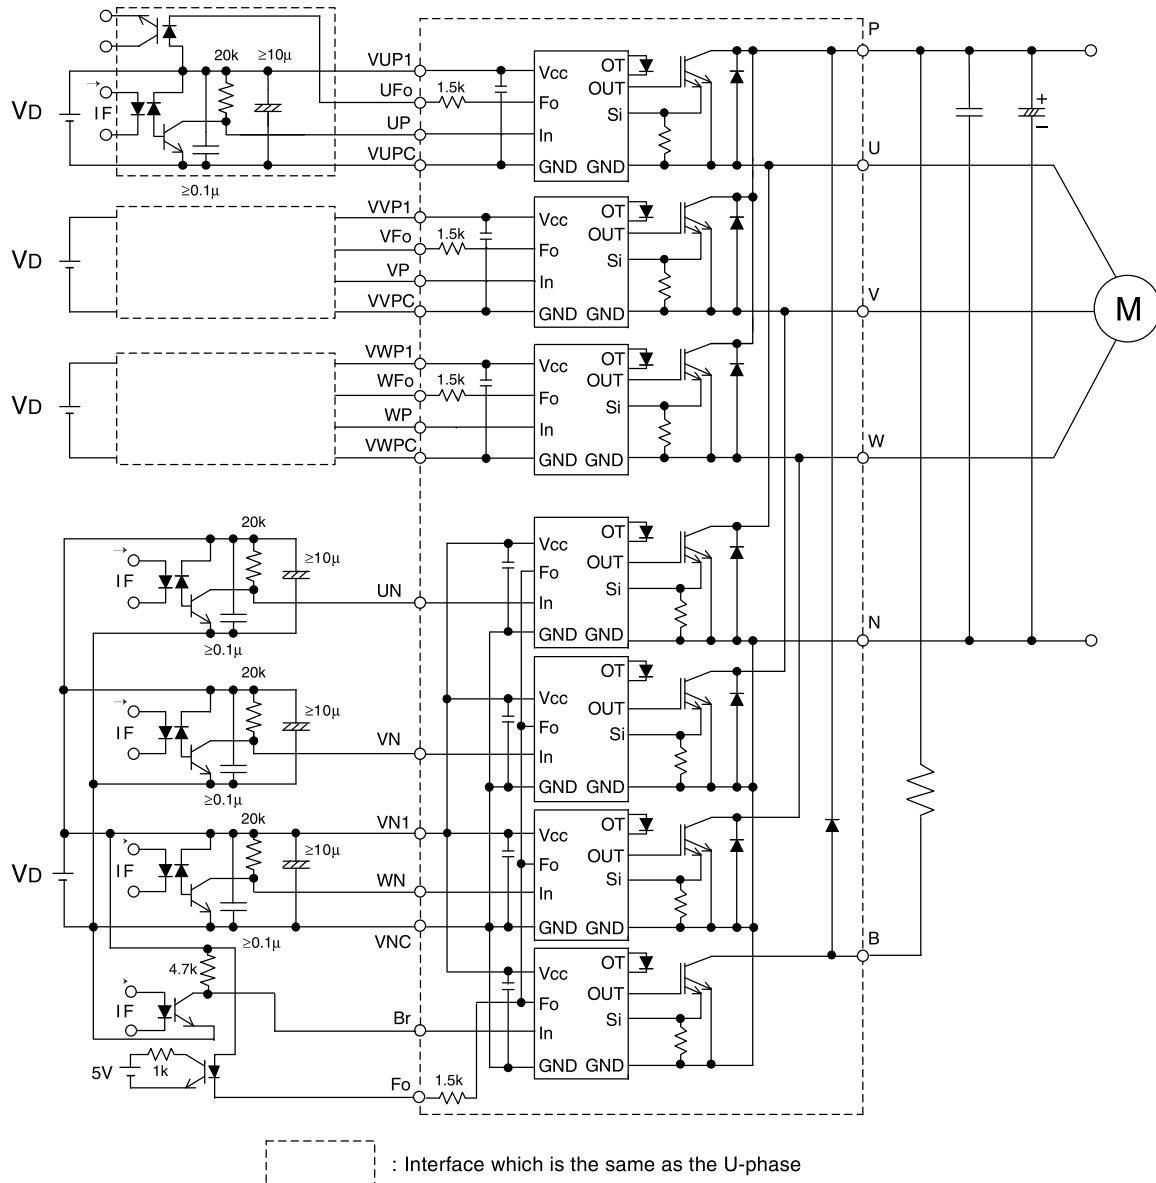 P
20k
≥10μ
VUP1
UFo
UP
VUPC
1.5k
Vcc
Fo
In
GND
GND
OT
OUT
Si
VD
IF
≥0.1μ
+
–
U
VD
VVP1
VFo
VP
VVPC
1.5k
Vcc
Fo
In
GND
GND
OT
OUT
Si
V
M
VD
VWP1
WFo
WP
VWPC
1.5k
Vcc
Fo
In
GND
GND
OT
OUT
Si
W
20k
≥10μ
IF
≥0.1μ
UN
Vcc
Fo
In
GND
GND
OT
OUT
Si
N
20k
≥10μ
IF
≥0.1μ
VN
Vcc
Fo
In
GND
GND
OT
OUT
Si
20k
≥10μ
VD
IF
≥0.1μ
VN1
WN
VNC
Vcc
Fo
In
GND
GND
OT
OUT
Si
B
4.7k
IF
Br
Vcc
Fo
In
GND
GND
OT
OUT
Si
5V
1k
Fo
1.5k
: Interface which is the same as the U-phase